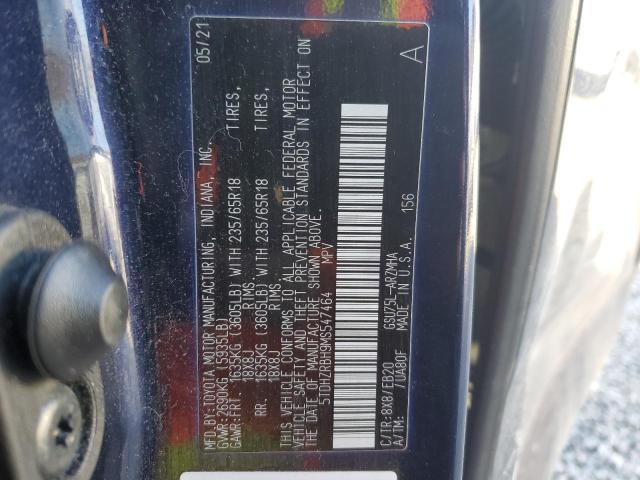 MFD.BY:TOYOTA MOTOR MANUFACTURING, INDIANA, INC. 05/21
GVWR:2690KG (5935LB)
GAWR:FRT. 1635KG (3605LB) WITH 235/65R18 TIRES,
18X8J RIMS,
RR. 1635KG (3605LB) WITH 235/65R18 TIRES,
18X8J RIMS,
THIS VEHICLE CONFORMS TO ALL APPLICABLE FEDERAL MOTOR
VEHICLE SAFETY AND THEFT PREVENTION STANDARDS IN EFFECT ON
THE DATE OF MANUFACTURE SHOWN ABOVE.
5TDHZRBH9MS547464 MPV
C/TR:8X8/EB20 GSU75L-ARZMHA
A/TM: /UA80F MADE IN U.S.A. 156 A